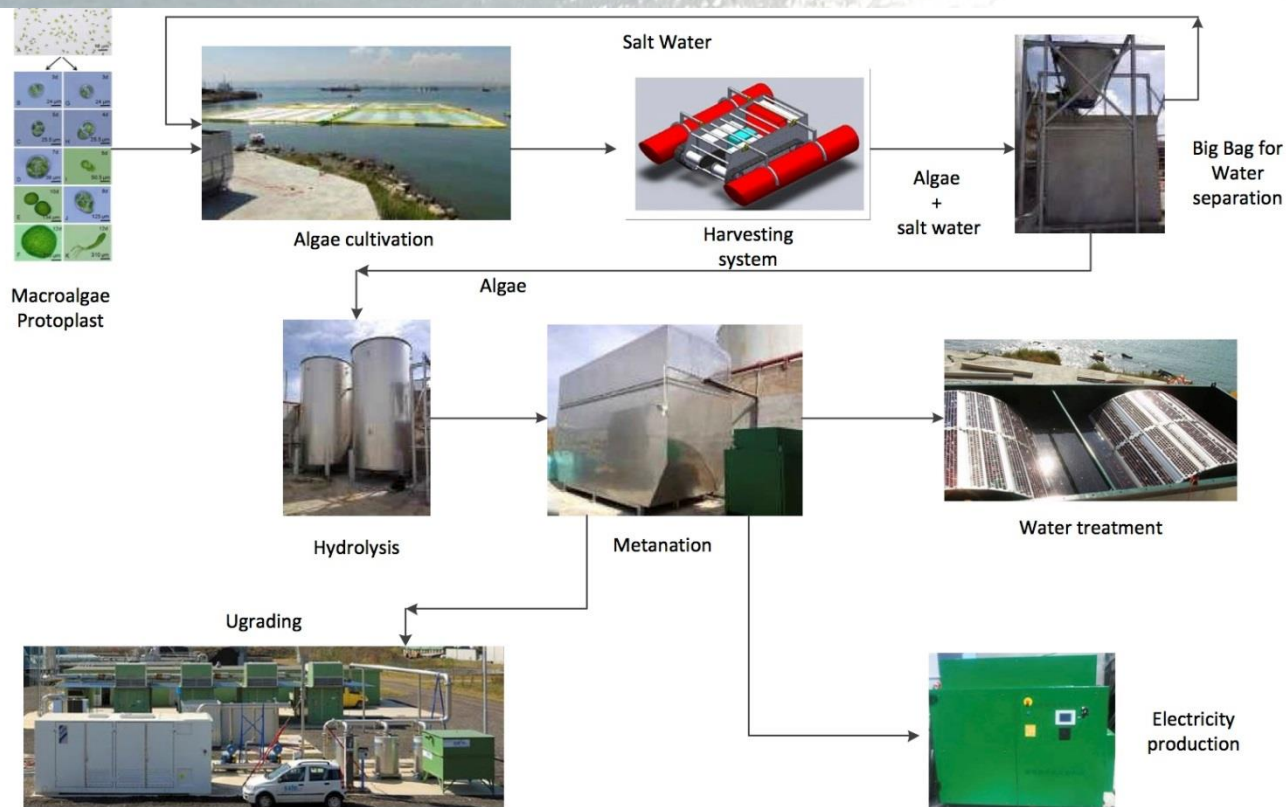 Salt Water
Algae cultivation
Harvesting
system
Algae
+
salt water
Big Bag for
Water
separation
Macroalgae
Protoplast
Algae
Hydrolysis
Metanation
Water treatment
Ugrading
Electricity
production